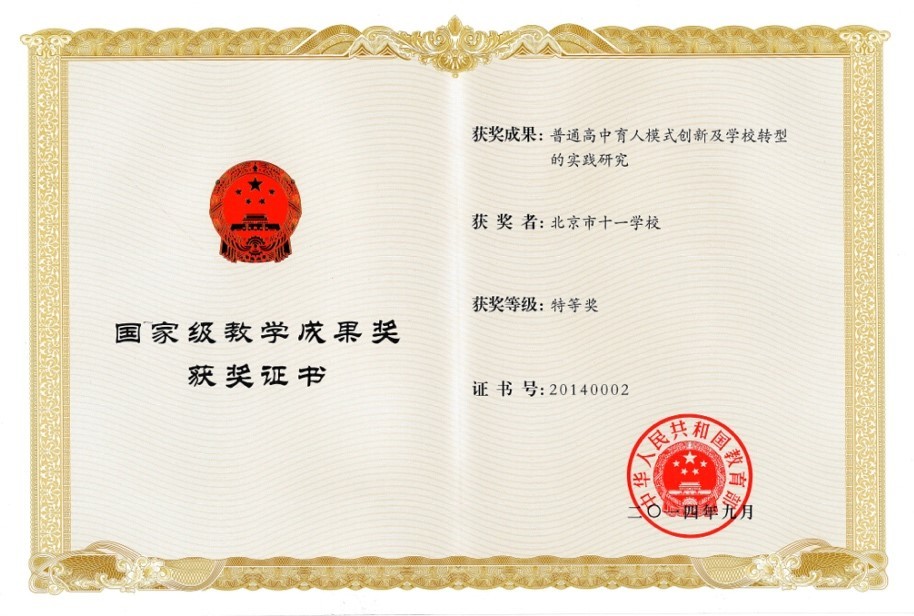 国家级教学成果奖
获奖证书
获奖成果：普通高中育人模式创新及学校转型
的实践研究
获 奖 者：北京市十一学校
获奖等级：特等奖
证 书 号：20140002
中华人民共和国教育部
二〇一四年九月